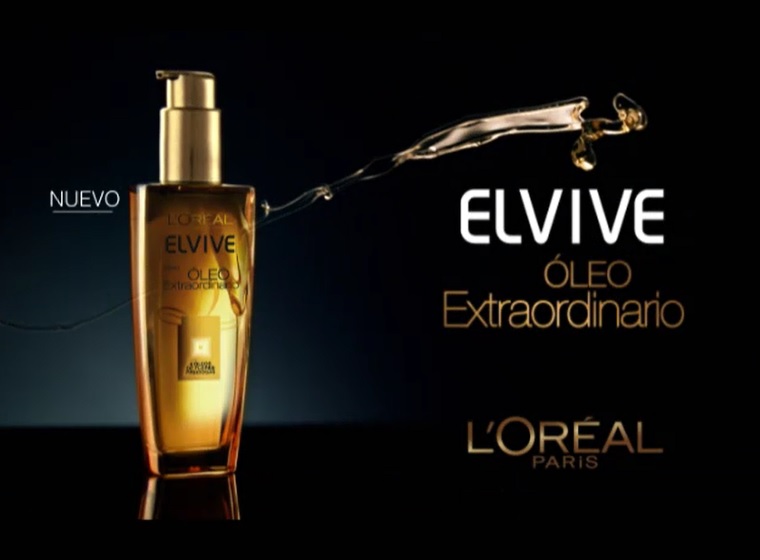 NUEVO
L'ORÉAL
ELVIVE
ÓLEO
Extraordinario
ELVIVE
ÓLEO
Extraordinario
L'ORÉAL
PARIS